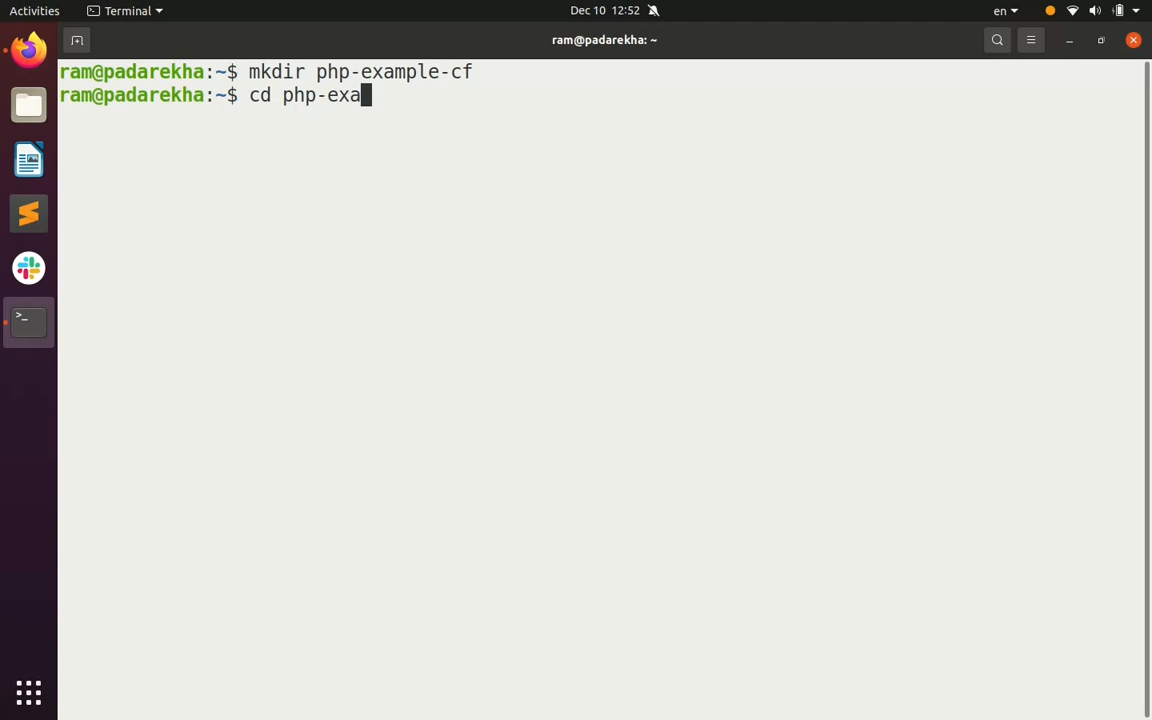 Activities Terminal Dec 10 12:52 en
ram@padarekha: ~
ram@padarekha:~$ mkdir php-example-cf
ram@padarekha:~$ cd php-exa
>_